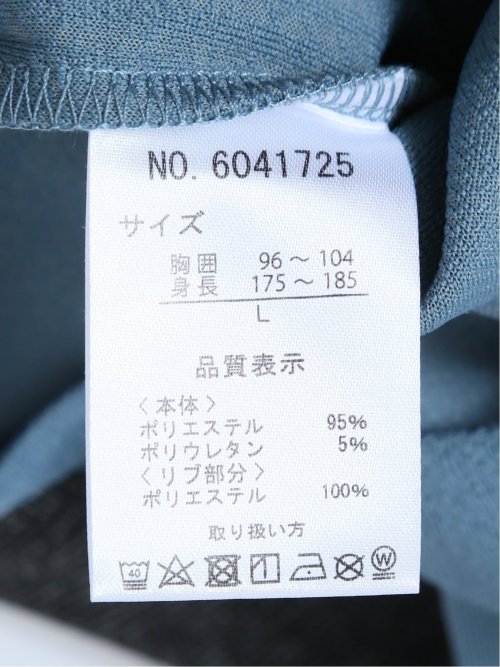 NO. 6041725
サイズ
胸囲 96～104
身長 175～185
L
品質表示
〈本体〉
ポリエステル 95%
ポリウレタン 5%
〈リブ部分〉
ポリエステル 100%
取り扱い方
40 W